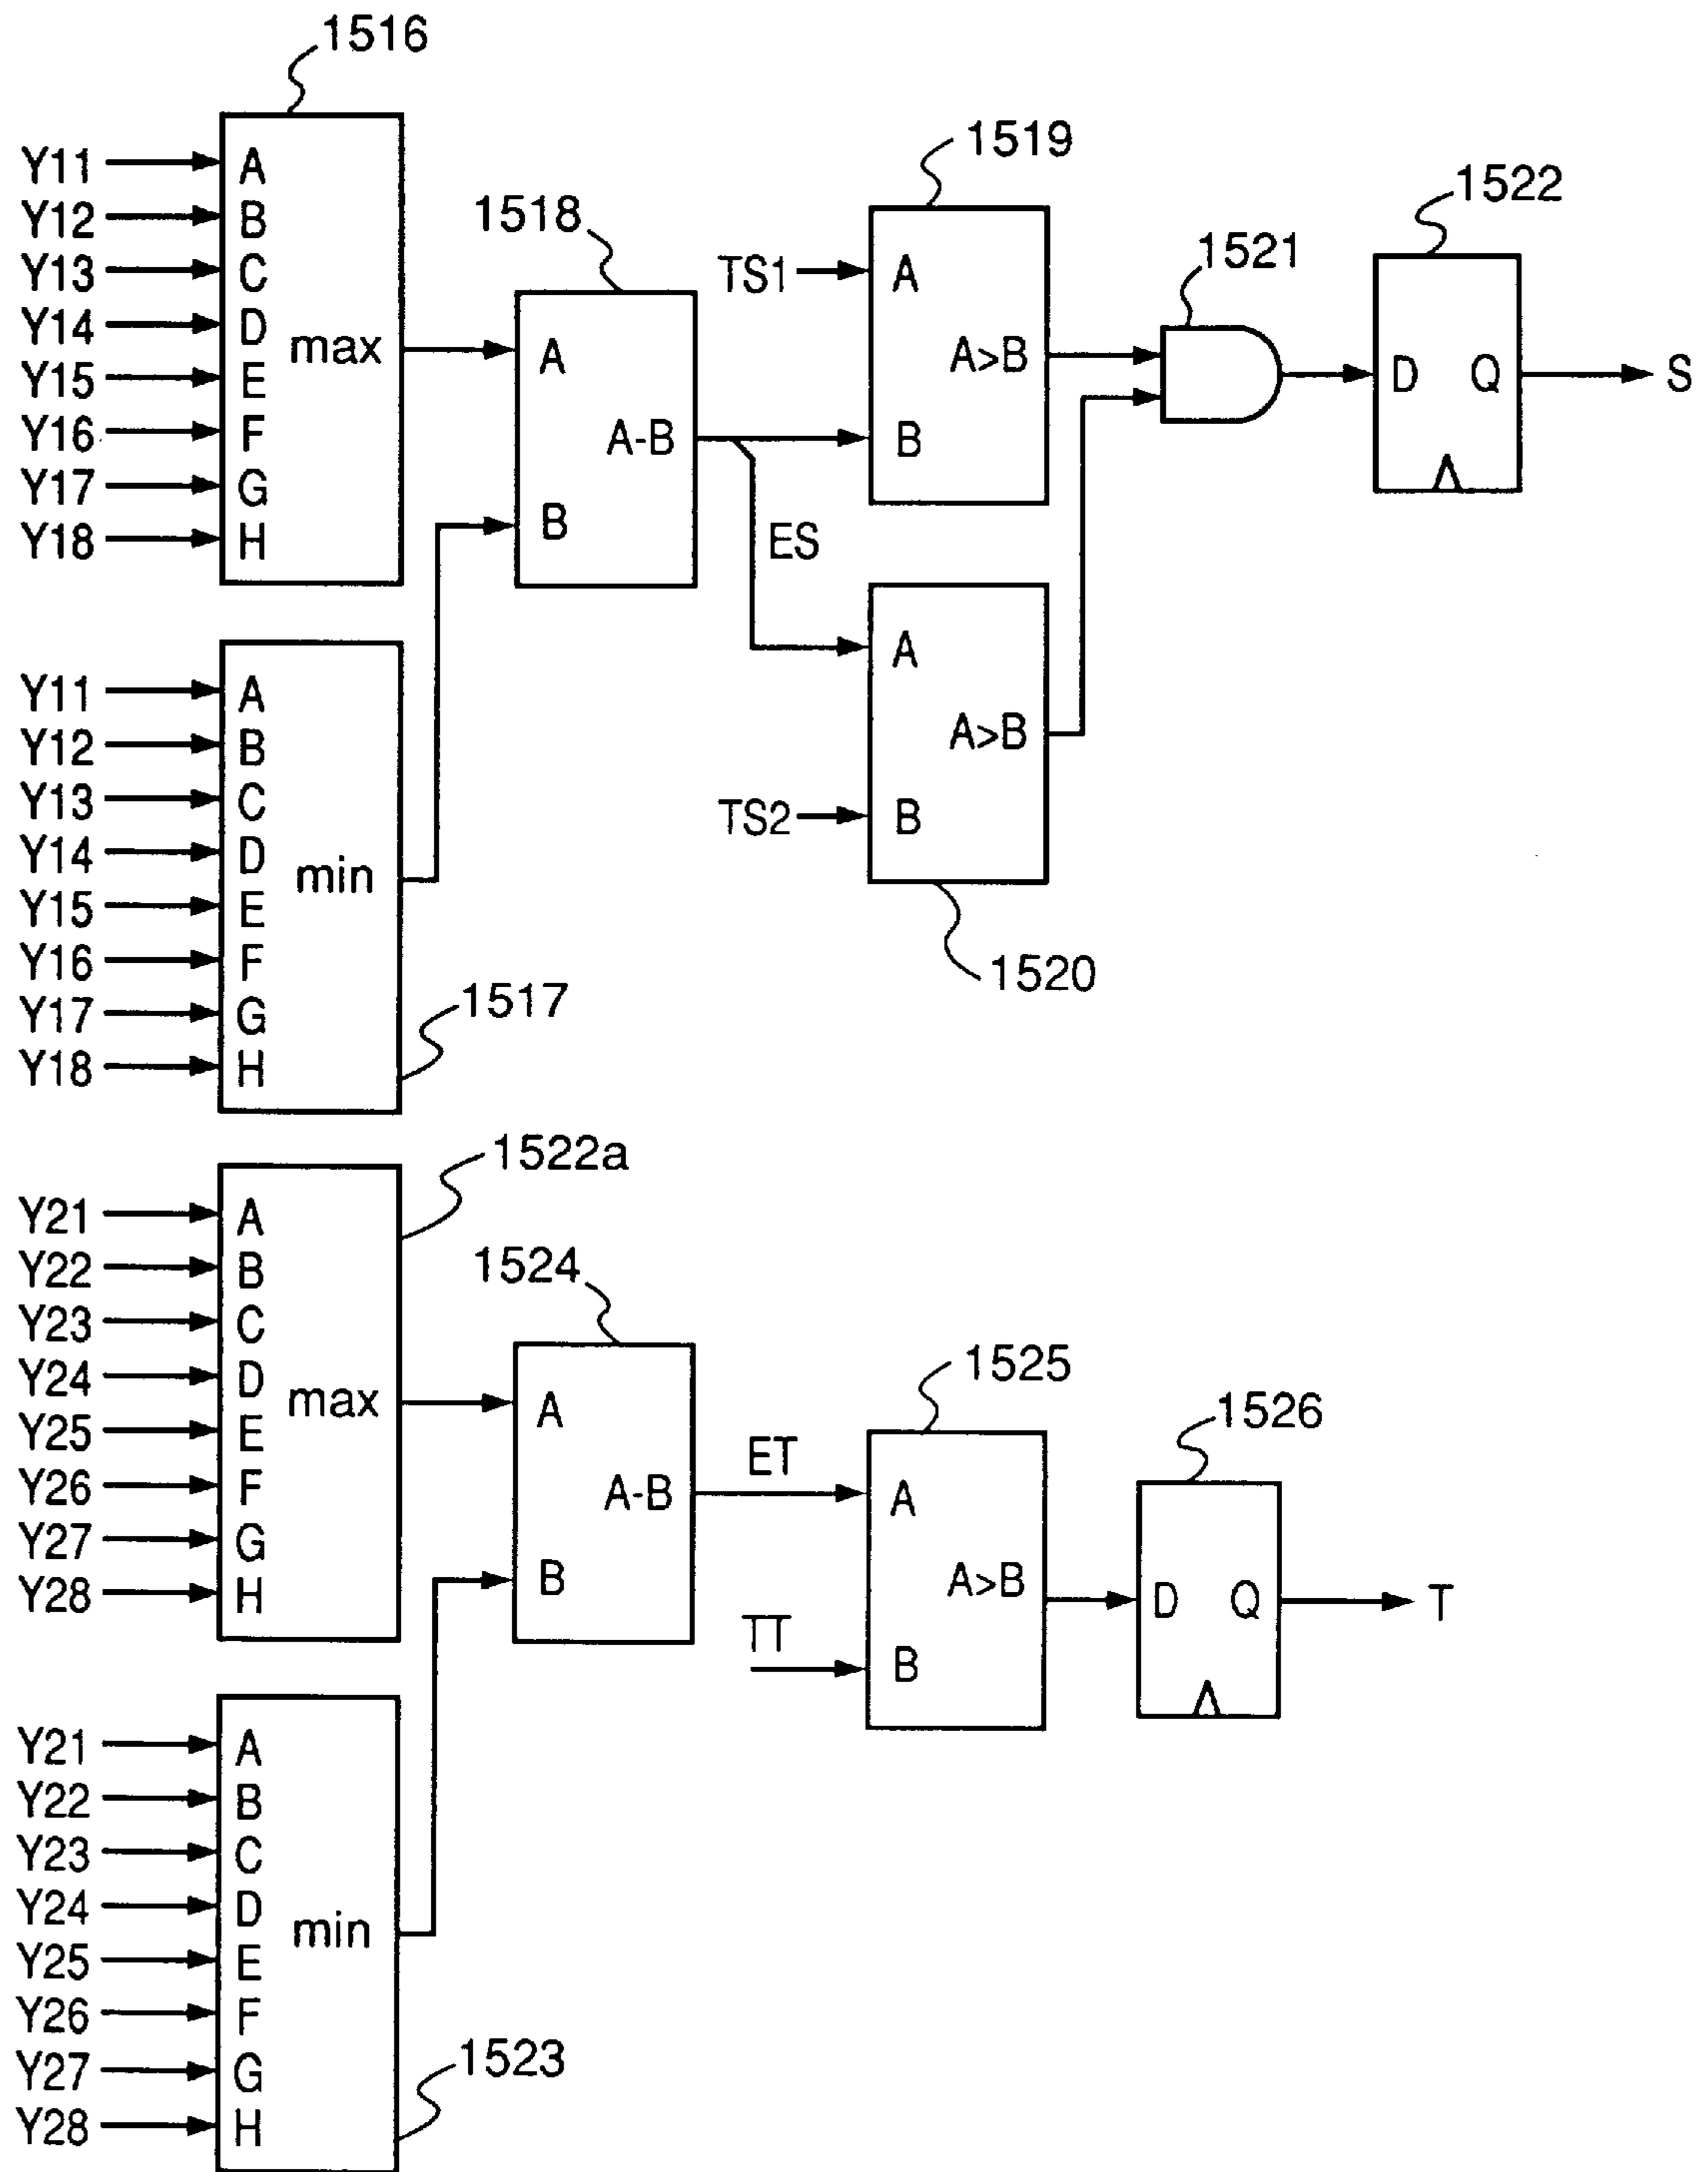 1516
Y11 A
Y12 B
Y13 C
Y14 D
Y15 E
Y16 F
Y17 G
Y18 H
max
1518
A
B
A-B
ES
1519
TS1
A
A>B
B
1521
1522
D Q
S
Y11 A
Y12 B
Y13 C
Y14 D
Y15 E
Y16 F
Y17 G
Y18 H
min
1517
A
A>B
TS2
B
1520
1522a
Y21 A
Y22 B
Y23 C
Y24 D
Y25 E
Y26 F
Y27 G
Y28 H
max
1524
A
A-B
B
ET
1525
A
A>B
TT
B
1526
D Q
T
Y21 A
Y22 B
Y23 C
Y24 D
Y25 E
Y26 F
Y27 G
Y28 H
min
1523